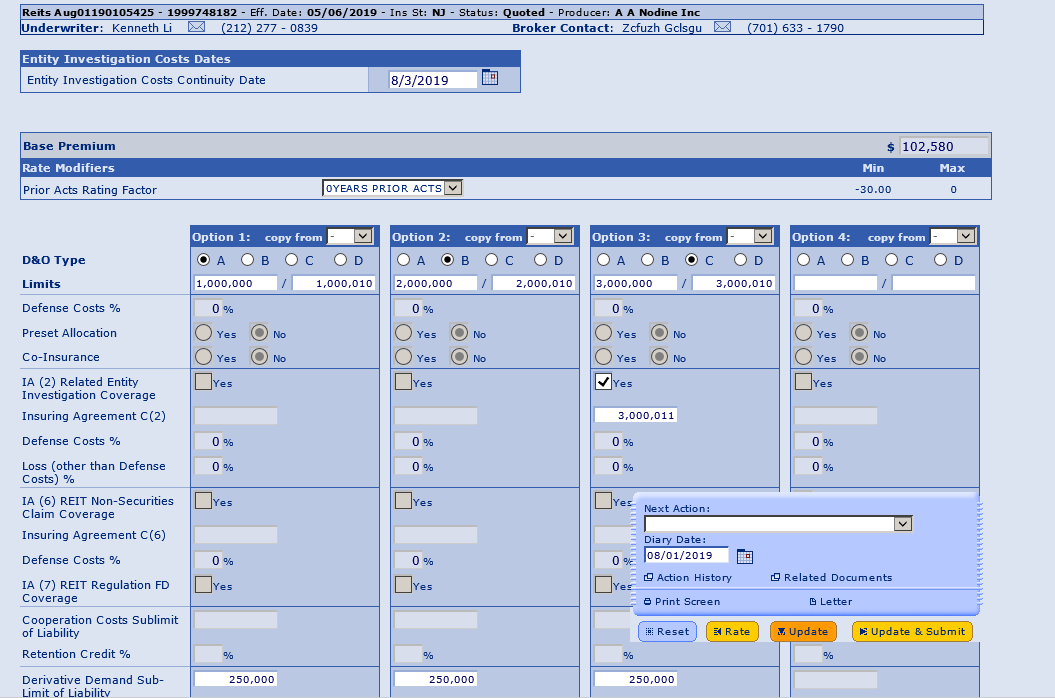 Reits Aug01190105425 - 1999748182 - Eff. Date: 05/06/2019 - Ins St: NJ - Status: Quoted - Producer: A A Nodine Inc
Underwriter: Kenneth Li (212) 277 - 0839 Broker Contact: Zcfuzh Gclsgu (701) 633 - 1790
Entity Investigation Costs Dates
Entity Investigation Costs Continuity Date 8/3/2019
Base Premium $ 102,580
Rate Modifiers Min Max
Prior Acts Rating Factor 0YEARS PRIOR ACTS -30.00 0
Option 1: copy from - Option 2: copy from - Option 3: copy from - Option 4: copy from -
D&O Type A B C D A B C D A B C D A B C D
Limits 1,000,000 / 1,000,010 2,000,000 / 2,000,010 3,000,000 / 3,000,010 /
Defense Costs % 0 % 0 % 0 % 0 %
Preset Allocation Yes No Yes No Yes No Yes No
Co-Insurance Yes No Yes No Yes No Yes No
IA (2) Related Entity
Investigation Coverage Yes Yes Yes Yes
Insuring Agreement C(2) 3,000,011
Defense Costs % 0 % 0 % 0 % 0 %
Loss (other than Defense
Costs) % 0 % 0 % 0 % 0 %
IA (6) REIT Non-Securities
Claim Coverage Yes Yes Yes
Insuring Agreement C(6)
Defense Costs % 0 % 0 % 0 %
IA (7) REIT Regulation FD
Coverage Yes Yes Yes
Next Action:
Diary Date:
08/01/2019
Action History Related Documents
Print Screen Letter
Reset Rate Update Update & Submit
Cooperation Costs Sublimit
of Liability
Retention Credit % % % % %
Derivative Demand Sub-
Limit of Liability 250,000 250,000 250,000